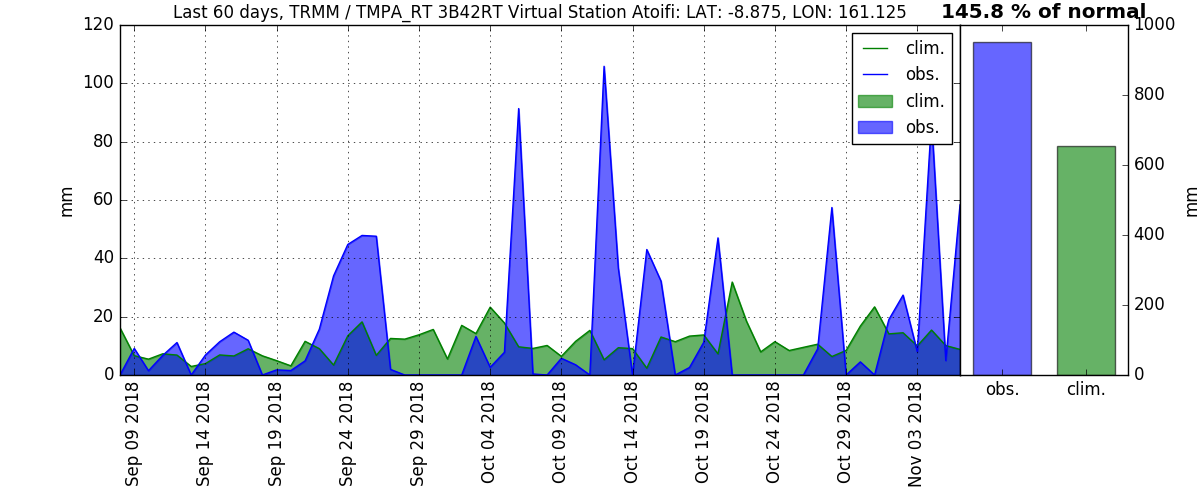 Last 60 days, TRMM / TMPA_RT 3B42RT Virtual Station Atoifi: LAT: -8.875, LON: 161.125
145.8 % of normal
120
100
80
60
40
20
0
mm
clim.
obs.
clim.
obs.
1000
800
600
400
200
0
mm
Sep 09 2018
Sep 14 2018
Sep 19 2018
Sep 24 2018
Sep 29 2018
Oct 04 2018
Oct 09 2018
Oct 14 2018
Oct 19 2018
Oct 24 2018
Oct 29 2018
Nov 03 2018
obs.
clim.